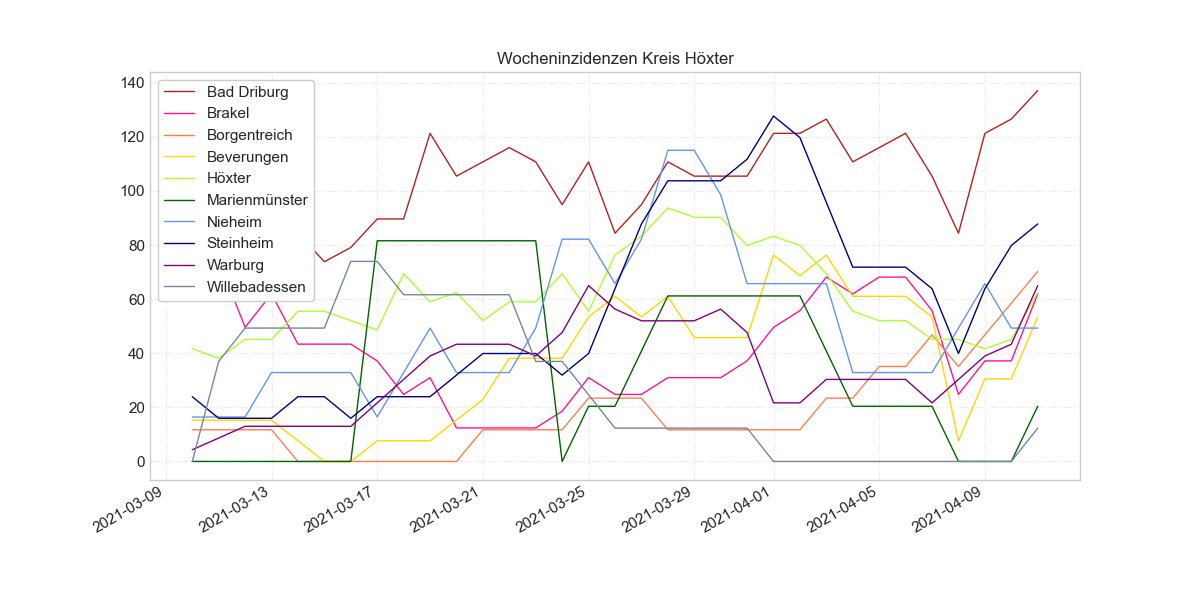 Wocheninzidenzen Kreis Höxter
140
120
100
80
60
40
20
0
Bad Driburg
Brakel
Borgentreich
Beverungen
Höxter
Marienmünster
Nieheim
Steinheim
Warburg
Willebadessen
2021-03-09
2021-03-13
2021-03-17
2021-03-21
2021-03-25
2021-03-29
2021-04-01
2021-04-05
2021-04-09